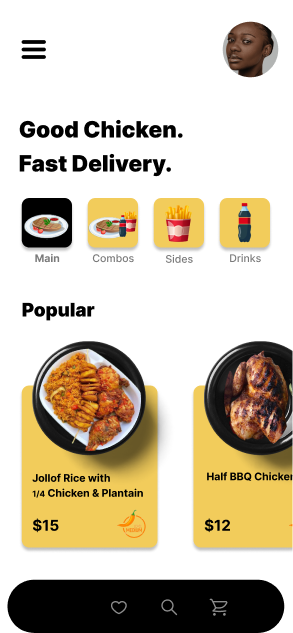 Good Chicken.
Fast Delivery.
Main
Combos
Sides
Drinks
Popular
Jollof Rice with
1/4 Chicken & Plantain
$15
Half BBQ Chicken
$12